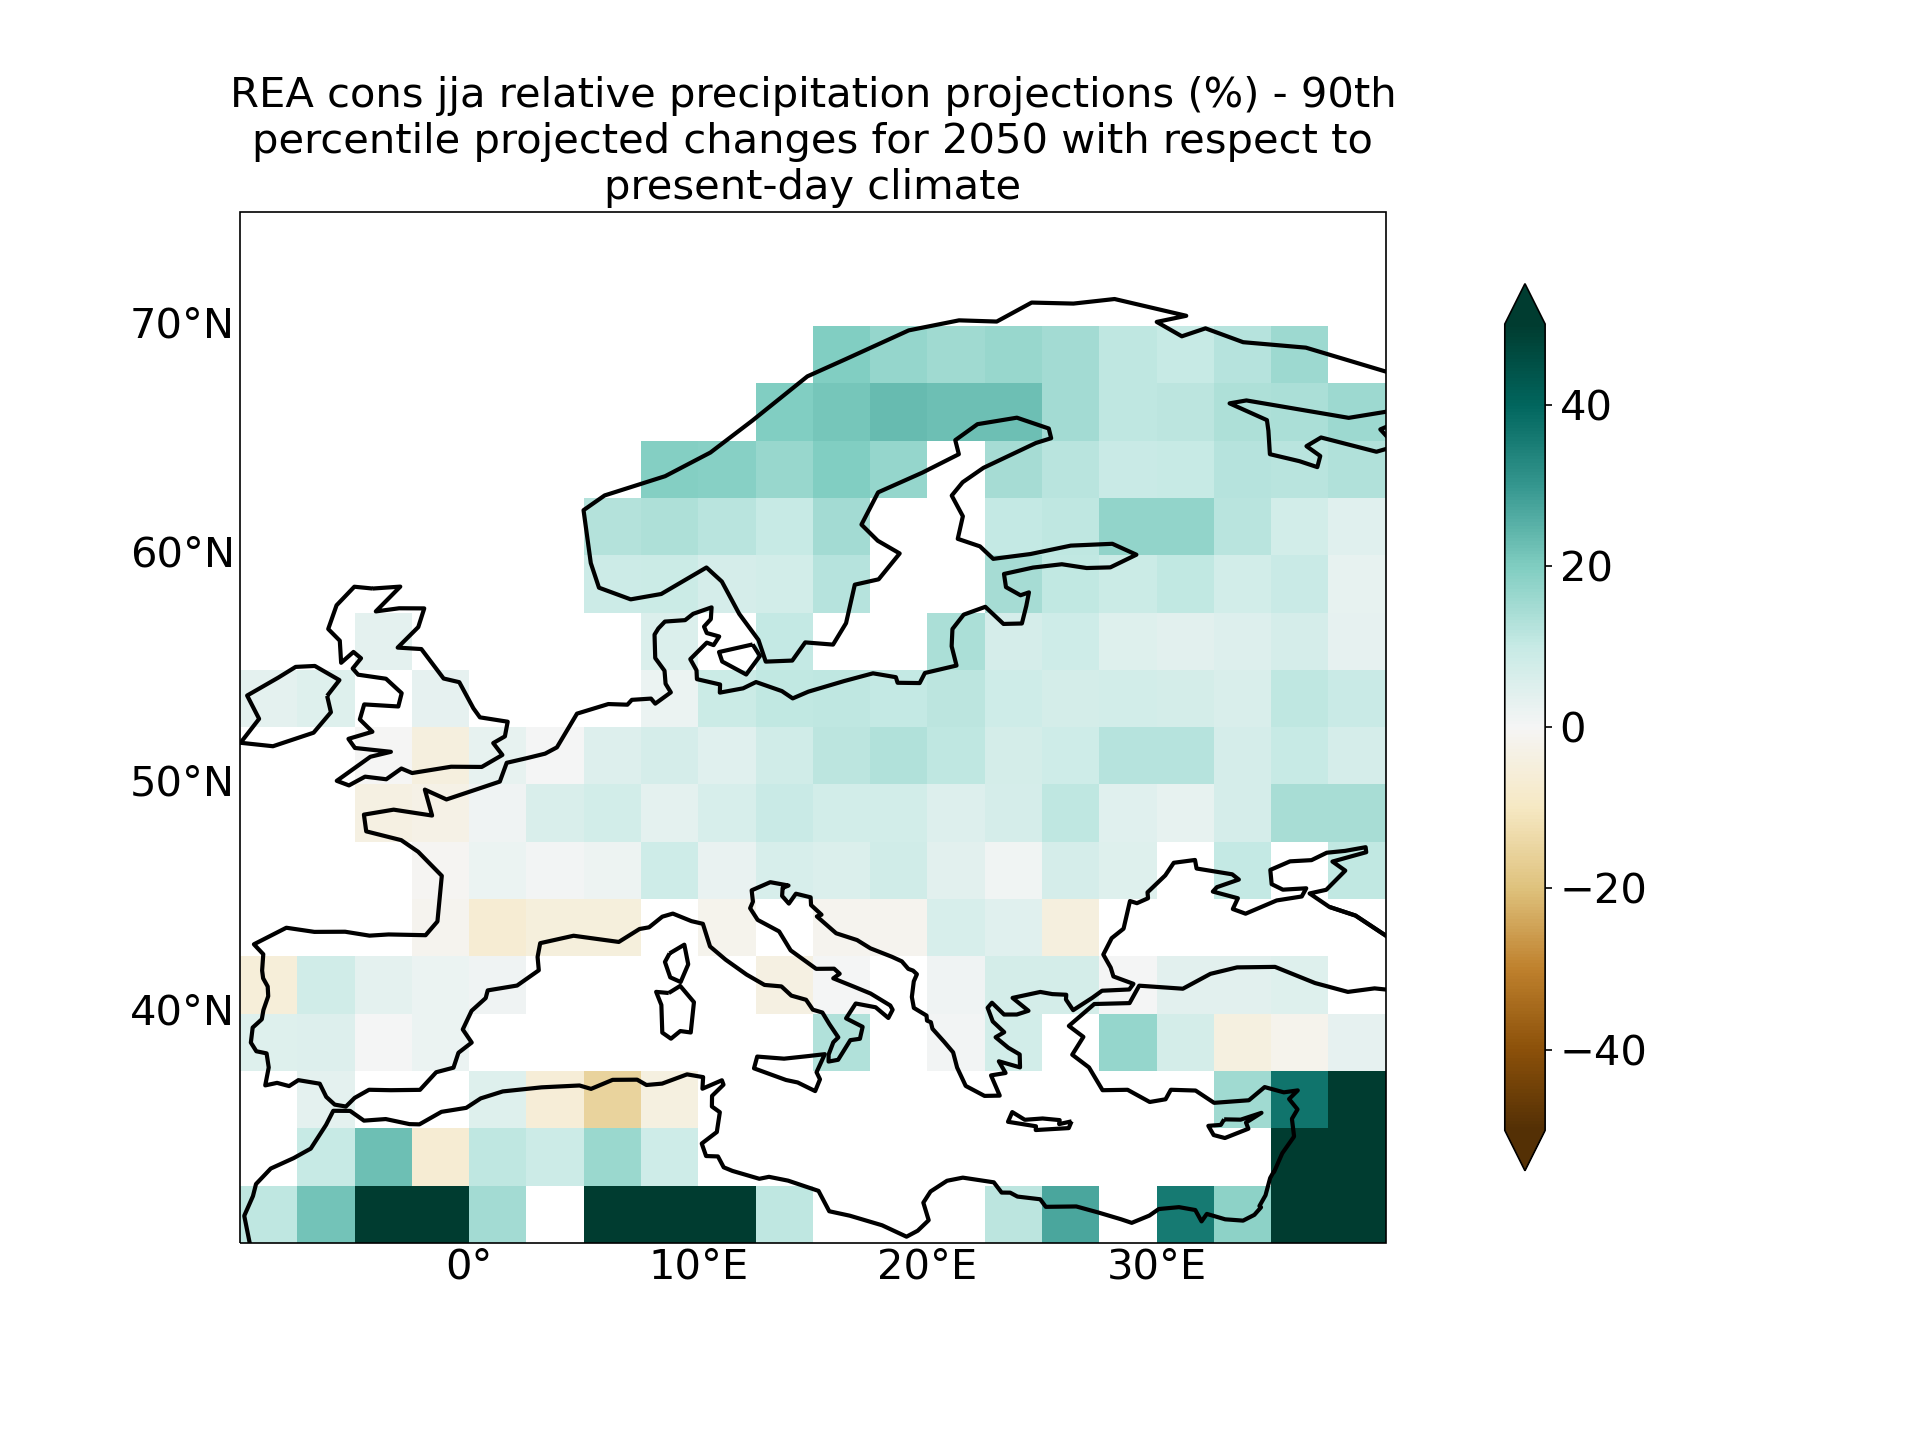 REA cons jja relative precipitation projections (%) - 90th
percentile projected changes for 2050 with respect to
present-day climate
70°N
60°N
50°N
40°N
0°
10°E
20°E
30°E
40
20
0
−20
−40